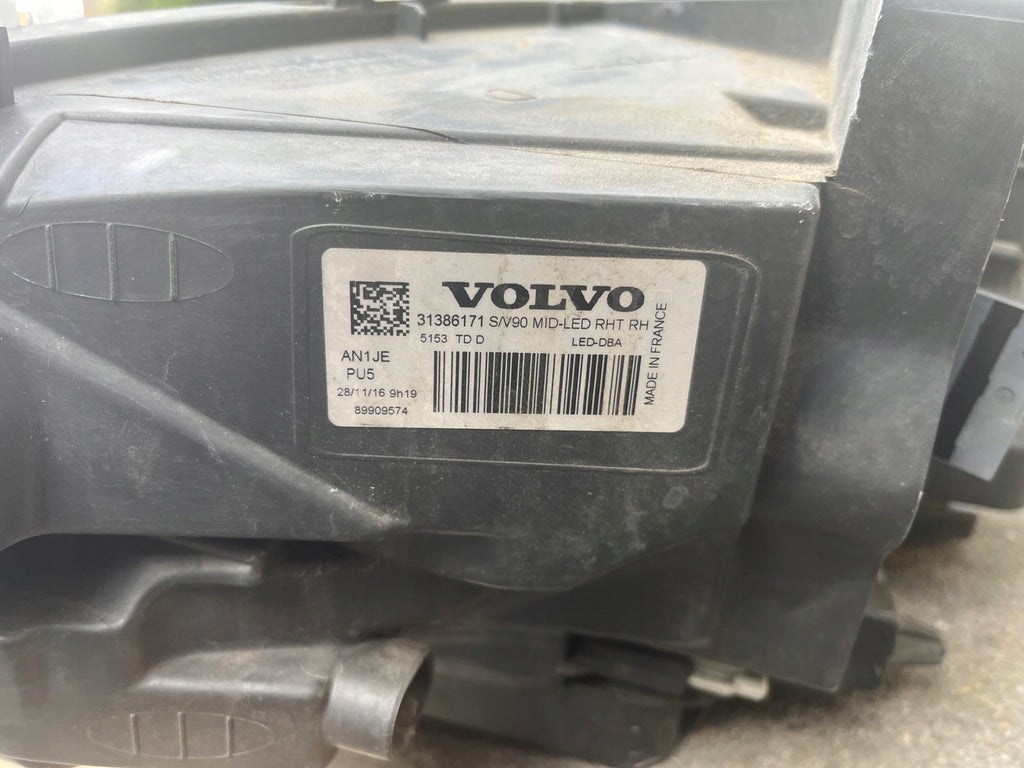 VOLVO
31386171 S/V90 MID-LED RHT RH
5153 TD D LED-DBA
AN1JE
PU5
28/11/16 9h19
89909574
MADE IN FRANCE